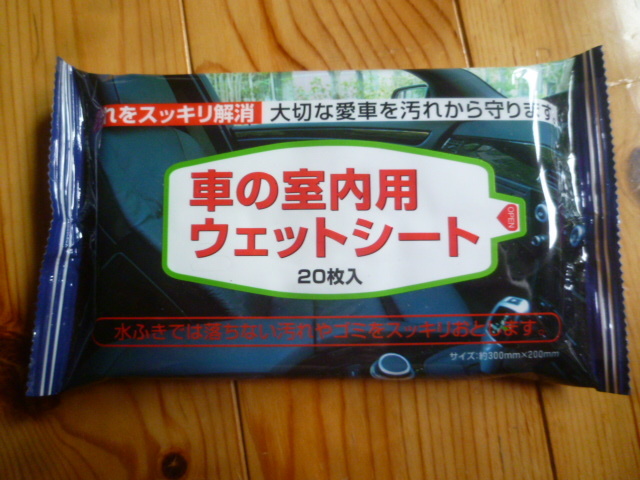 れをスッキリ解消 大切な愛車を汚れから守ります
車の室内用
ウェットシート
OPEN
20枚入
水ふきでは落ちない汚れやゴミをスッキリおとします。
サイズ:約300mm×200mm